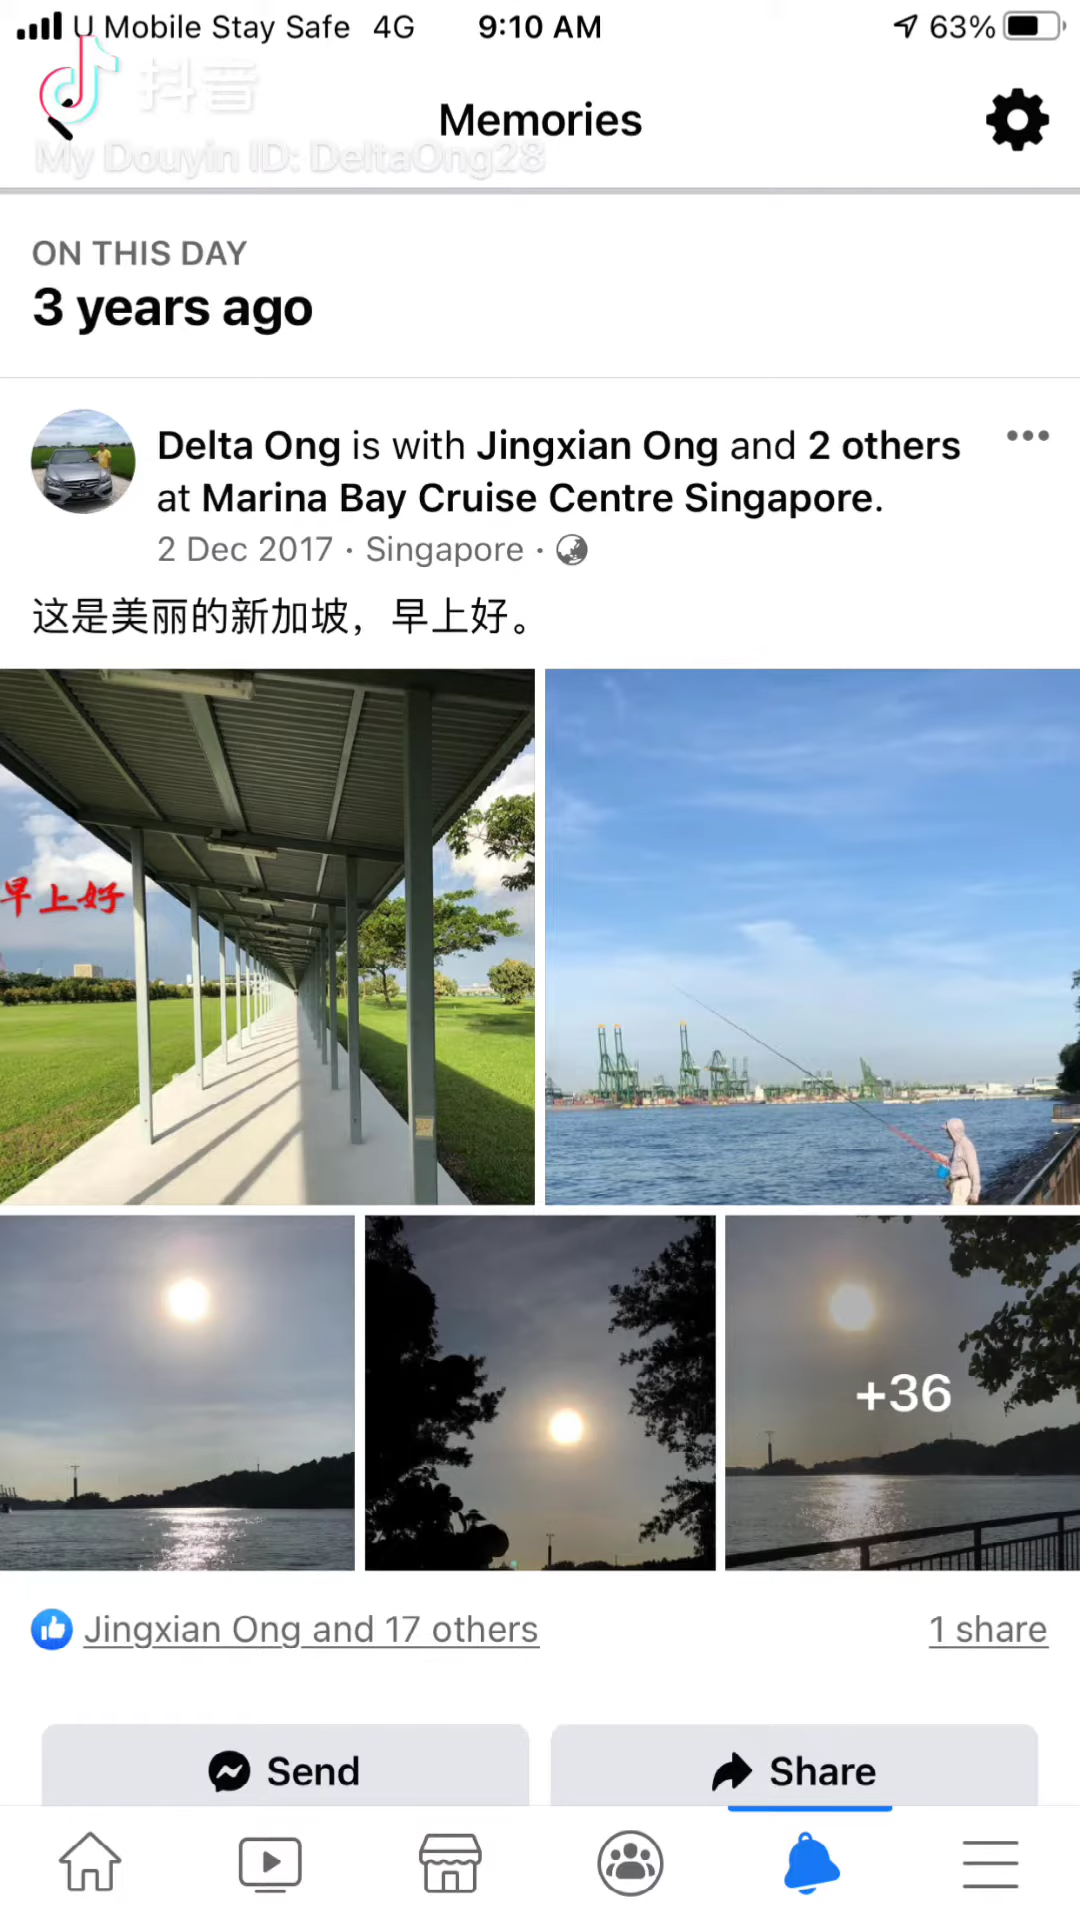 U Mobile Stay Safe 4G 9:10 AM 63%
抖音
Memories
My Douyin ID: DeltaOng28
ON THIS DAY
3 years ago
Delta Ong is with Jingxian Ong and 2 others
at Marina Bay Cruise Centre Singapore.
2 Dec 2017 · Singapore ·
这是美丽的新加坡，早上好。
早上好
+36
Jingxian Ong and 17 others 1 share
Send Share